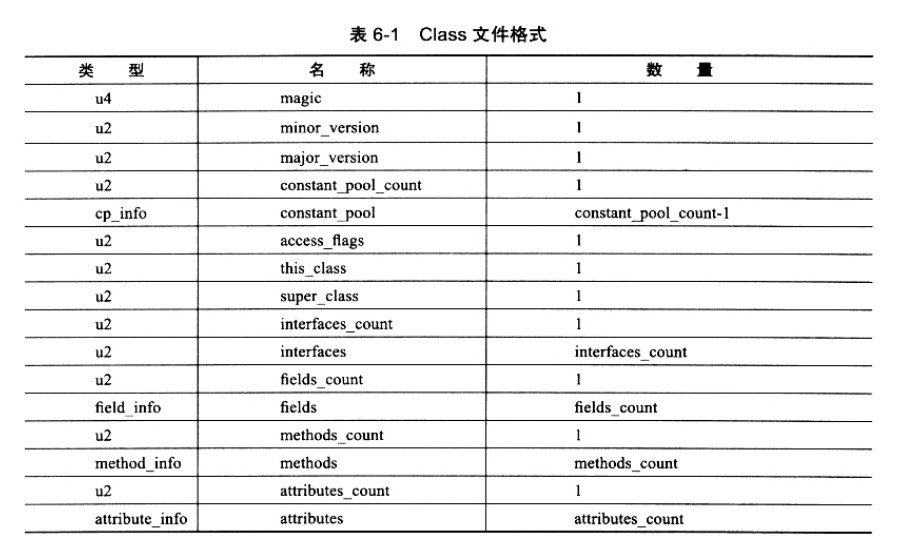 表 6-1 Class 文件格式
类 型 名 称 数 量
u4 magic 1
u2 minor_version 1
u2 major_version 1
u2 constant_pool_count 1
cp_info constant_pool constant_pool_count-1
u2 access_flags 1
u2 this_class 1
u2 super_class 1
u2 interfaces_count 1
u2 interfaces interfaces_count
u2 fields_count 1
field_info fields fields_count
u2 methods_count 1
method_info methods methods_count
u2 attributes_count 1
attribute_info attributes attributes_count